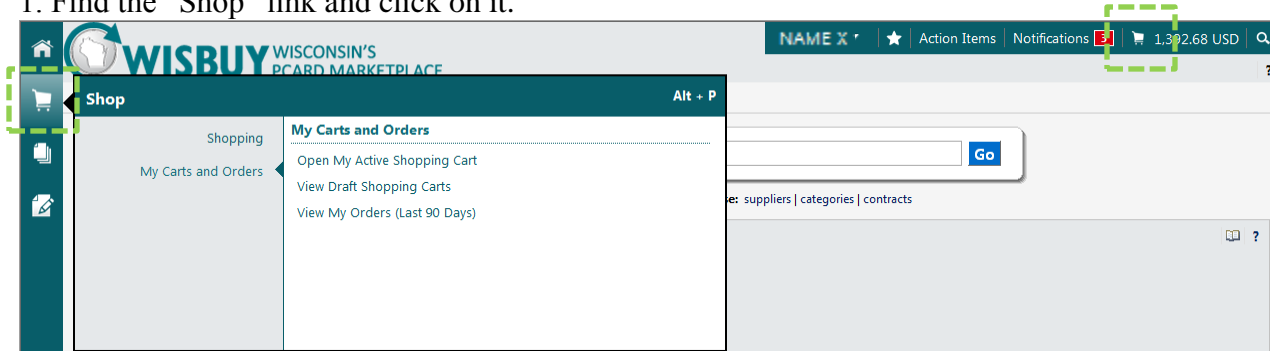 1. Find the "Shop" link and click on it.
NAME X Action Items Notifications 3 1,392.68 USD
WISBUY WISCONSIN'S
PCARD MARKETPLACE
?
Shop Alt + P
Shopping
My Carts and Orders
My Carts and Orders
Open My Active Shopping Cart
View Draft Shopping Carts
View My Orders (Last 90 Days)
Go
suppliers | categories | contracts
?